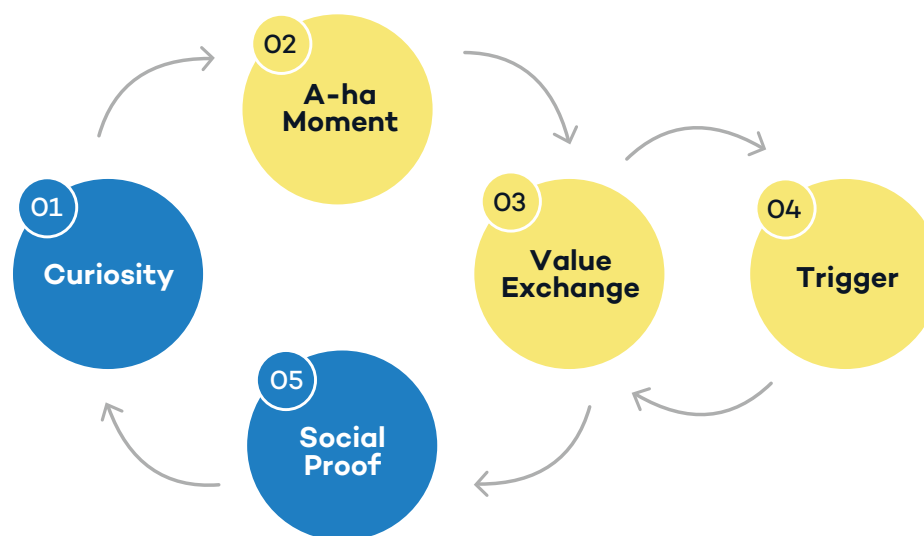 01
Curiosity
02
A-ha
Moment
03
Value
Exchange
04
Trigger
05
Social
Proof